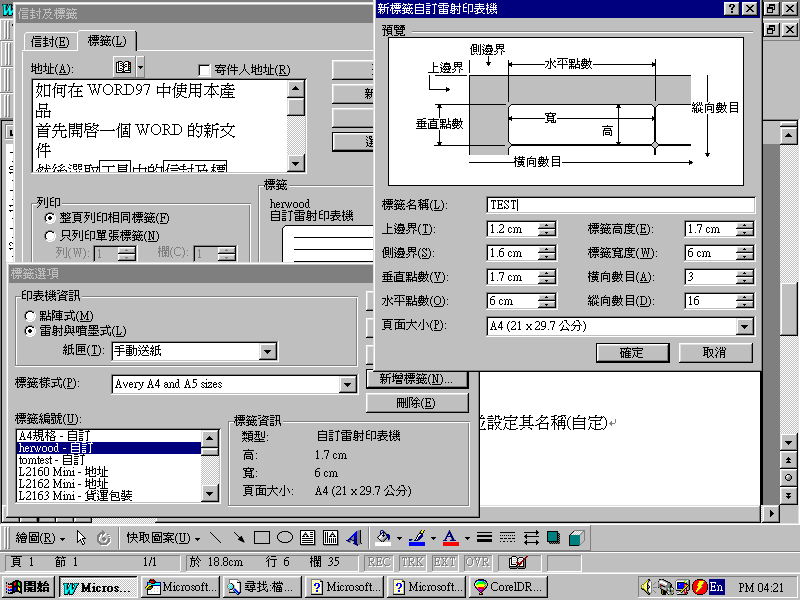 信封及標籤
信封(E)
標籤(L)
地址(A):
寄件人地址(R)
如何在 WORD97 中使用本產
品
首先開啓一個 WORD 的新文
件
然後選取工具中的信封及標
列印
整頁列印相同標籤(F)
只列印單張標籤(N)
列(W): 1 欄(C): 1
標籤
herwood
自訂雷射印表機
新標籤自訂雷射印表機
預覽
側邊界
上邊界
水平點數
縱向數目
垂直點數
寬
高
橫向數目
標籤名稱(L): TEST
上邊界(T): 1.2 cm 標籤高度(E): 1.7 cm
側邊界(S): 1.6 cm 標籤寬度(W): 6 cm
垂直點數(V): 1.7 cm 橫向數目(A): 3
水平點數(O): 6 cm 縱向數目(D): 16
頁面大小(P): A4 (21 x 29.7 公分)
確定 取消
標籤選項
印表機資訊
點陣式(M)
雷射與噴墨式(L)
紙匣(T): 手動送紙
標籤樣式(P): Avery A4 and A5 sizes
新增標籤(N)...
刪除(E)
標籤編號(U):
A4規格 - 自訂
herwood - 自訂
tomtest - 自訂
L2160 Mini - 地址
L2162 Mini - 地址
L2163 Mini - 貨運包裝
標籤資訊
類型: 自訂雷射印表機
高: 1.7 cm
寬: 6 cm
頁面大小: A4 (21 x 29.7 公分)
並設定其名稱(自定)
繪圖(R)
快取圖案(U)
頁 1 節 1 1/1 於 18.8cm 行 6 欄 35 REC TRK EXT OVR
開始 Micros... Microsoft... 尋找:檔... Microsoft... Microsoft... CorelDR... En PM 04:21